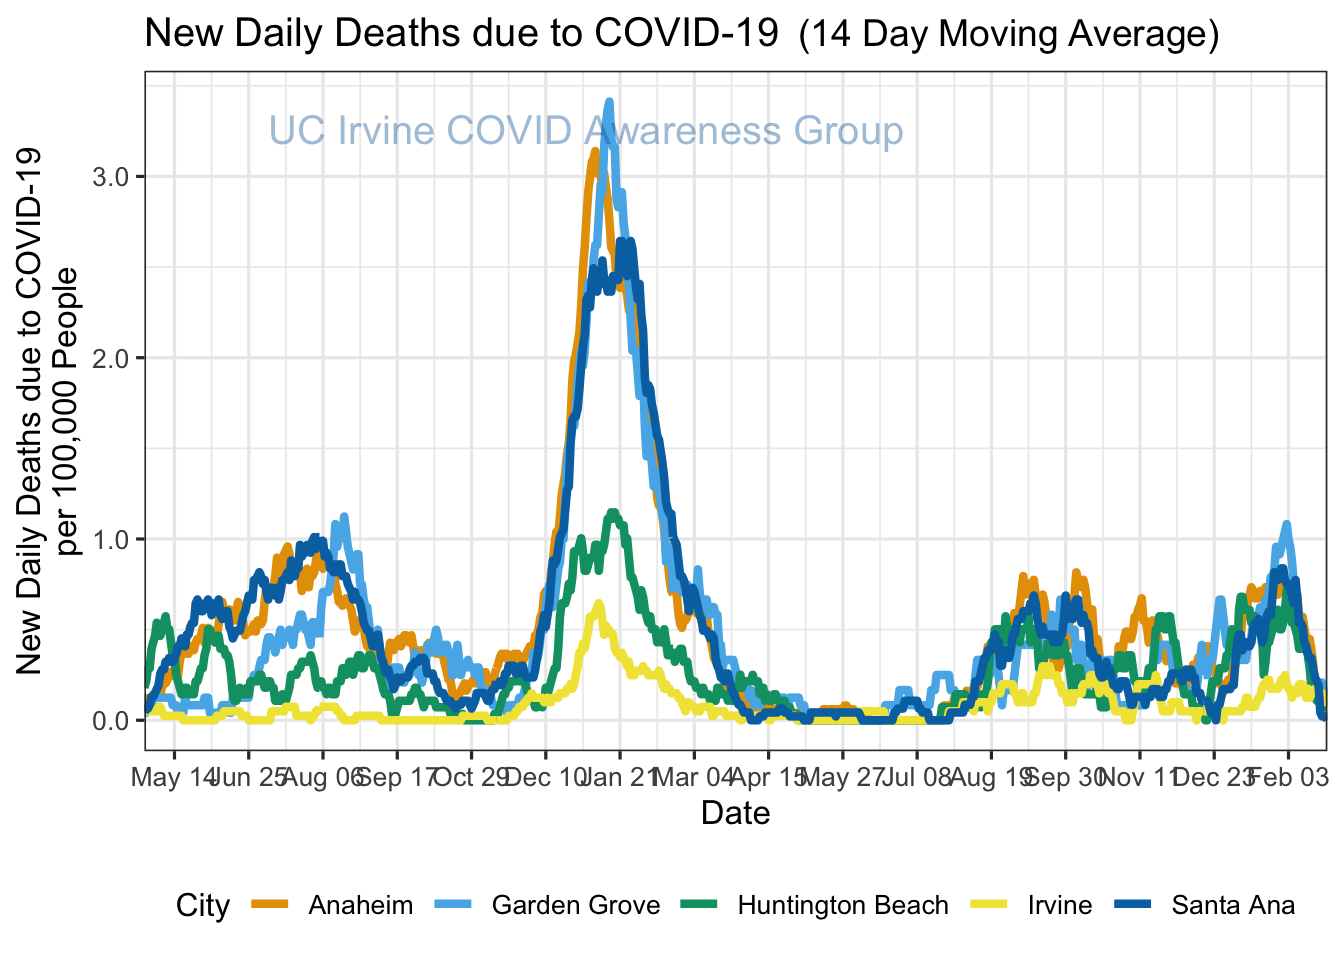 New Daily Deaths due to COVID-19 (14 Day Moving Average)
UC Irvine COVID Awareness Group
New Daily Deaths due to COVID-19
per 100,000 People
3.0
2.0
1.0
0.0
May 14 Jun 25 Aug 06 Sep 17 Oct 29 Dec 10 Jan 21 Mar 04 Apr 15 May 27 Jul 08 Aug 19 Sep 30 Nov 11 Dec 23 Feb 03
Date
City Anaheim Garden Grove Huntington Beach Irvine Santa Ana